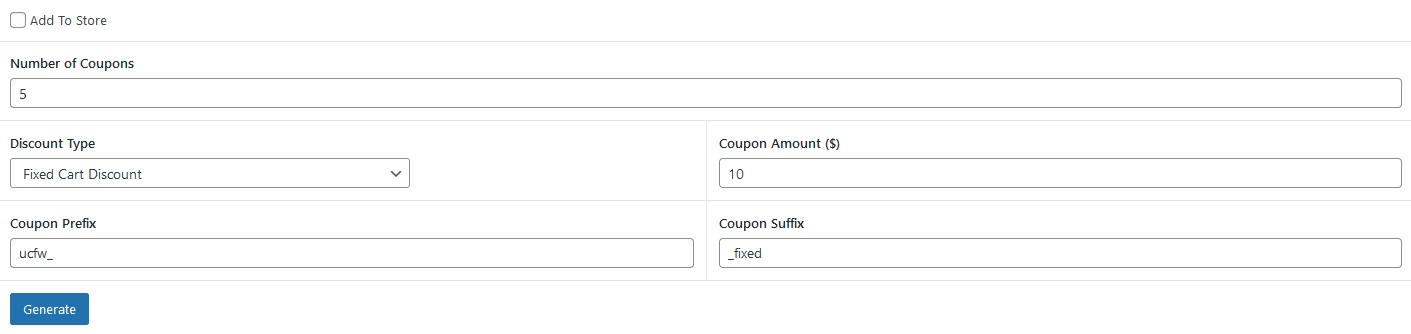 Add To Store
Number of Coupons
5
Discount Type
Coupon Amount ($)
Fixed Cart Discount
10
Coupon Prefix
Coupon Suffix
ucfw_
_fixed
Generate